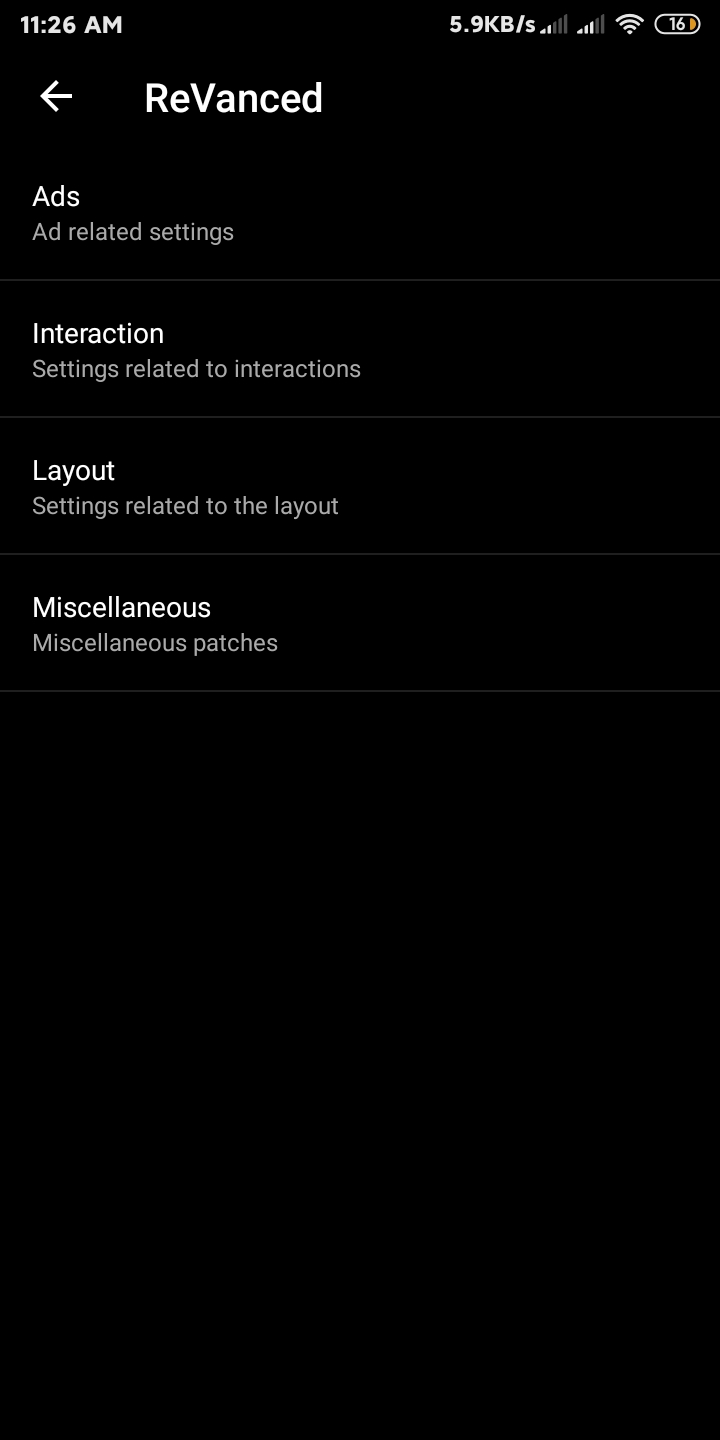 11:26 AM 5.9KB/s 16
ReVanced
Ads
Ad related settings
Interaction
Settings related to interactions
Layout
Settings related to the layout
Miscellaneous
Miscellaneous patches